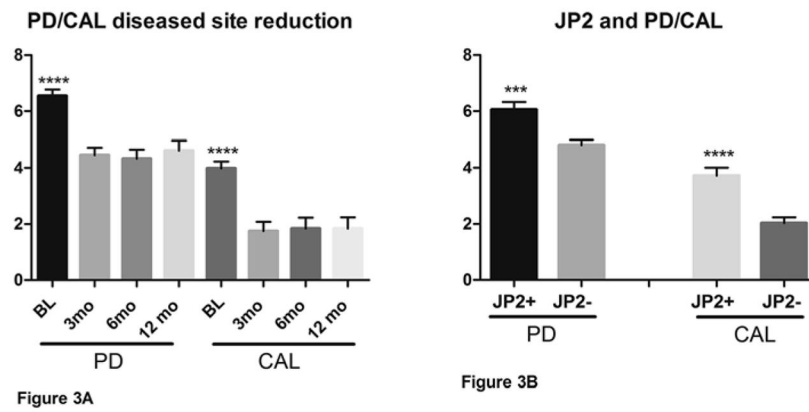 PD/CAL diseased site reduction
8
6
4
2
0
****
****
BL
3mo
6mo
12 mo
BL
3mo
6mo
12 mo
PD
CAL
Figure 3A
JP2 and PD/CAL
8
6
4
2
0
***
****
JP2+
JP2-
JP2+
JP2-
PD
CAL
Figure 3B